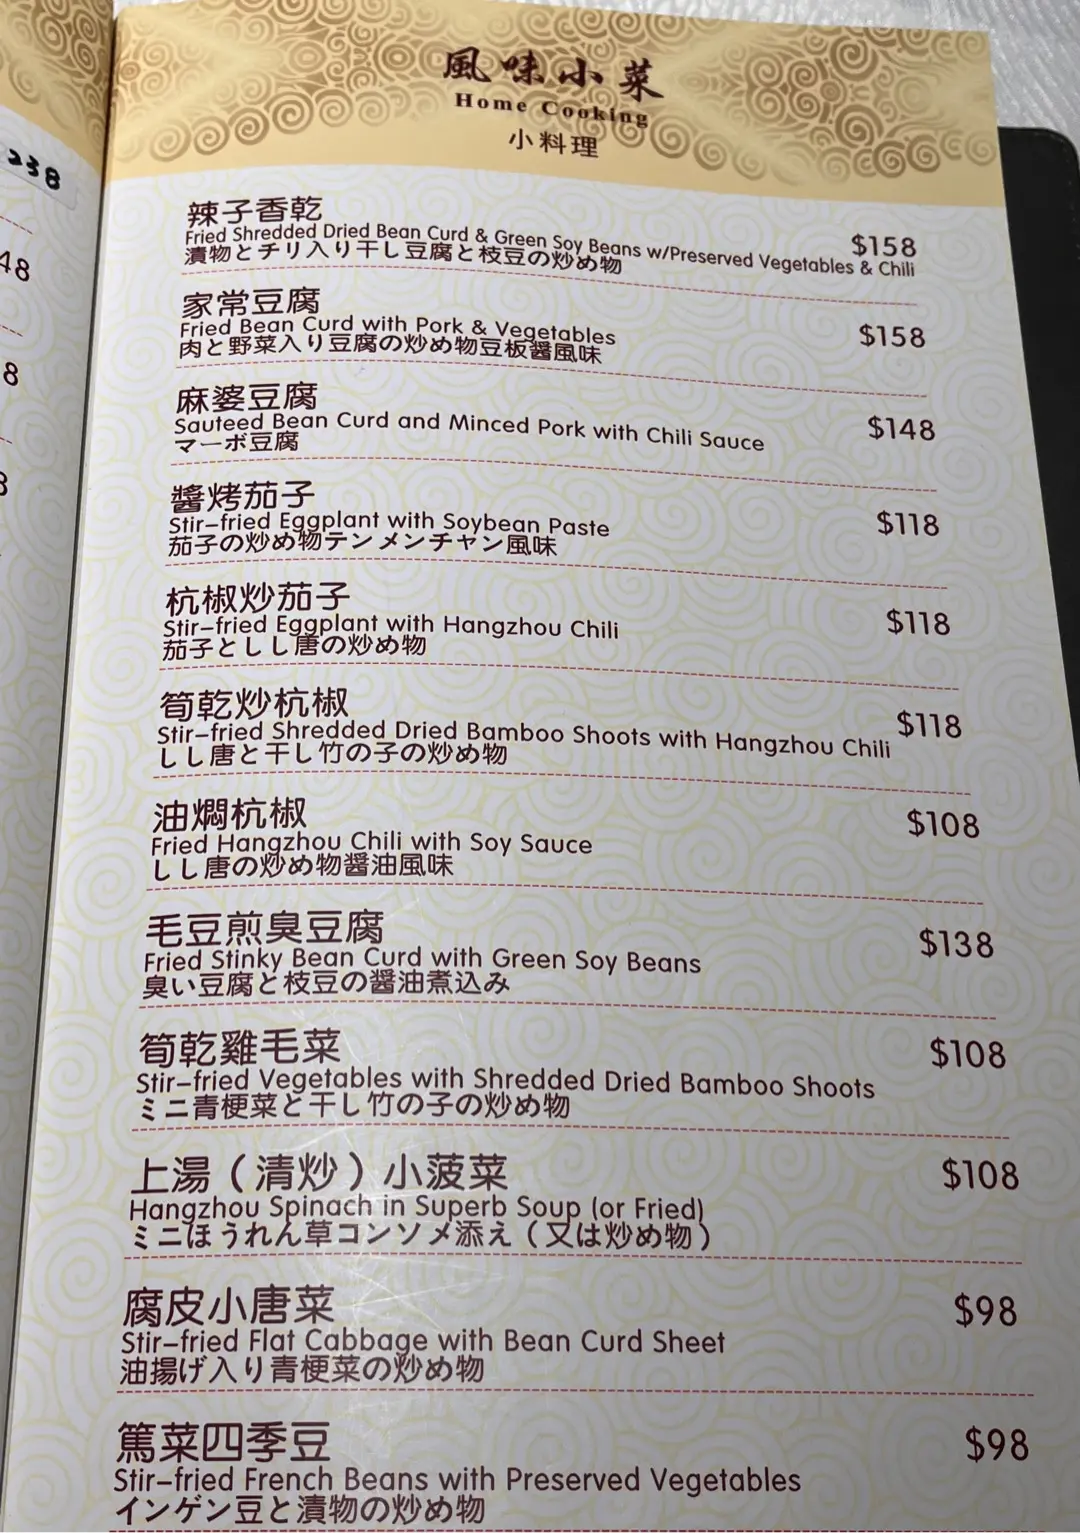 238
48
8
風味小菜
Home Cooking
小料理
辣子香乾
Fried Shredded Dried Bean Curd & Green Soy Beans w/Preserved Vegetables & Chili
$158
漬物とチリ入り干し豆腐と枝豆の炒め物
家常豆腐
Fried Bean Curd with Pork & Vegetables
$158
肉と野菜入り豆腐の炒め物豆板醤風味
麻婆豆腐
Sauteed Bean Curd and Minced Pork with Chili Sauce
$148
マーボ豆腐
醬烤茄子
Stir-fried Eggplant with Soybean Paste
$118
茄子の炒め物テンメンチャン風味
杭椒炒茄子
Stir-fried Eggplant with Hangzhou Chili
$118
茄子としし唐の炒め物
筍乾炒杭椒
Stir-fried Shredded Dried Bamboo Shoots with Hangzhou Chili
$118
しし唐と干し竹の子の炒め物
油燜杭椒
Fried Hangzhou Chili with Soy Sauce
$108
しし唐の炒め物醤油風味
毛豆煎臭豆腐
Fried Stinky Bean Curd with Green Soy Beans
$138
臭い豆腐と枝豆の醤油煮込み
筍乾雞毛菜
Stir-fried Vegetables with Shredded Dried Bamboo Shoots
$108
ミニ青梗菜と干し竹の子の炒め物
上湯（清炒）小菠菜
Hangzhou Spinach in Superb Soup (or Fried)
$108
ミニほうれん草コンソメ添え（又は炒め物）
腐皮小唐菜
Stir-fried Flat Cabbage with Bean Curd Sheet
$98
油揚げ入り青梗菜の炒め物
篤菜四季豆
Stir-fried French Beans with Preserved Vegetables
$98
インゲン豆と漬物の炒め物